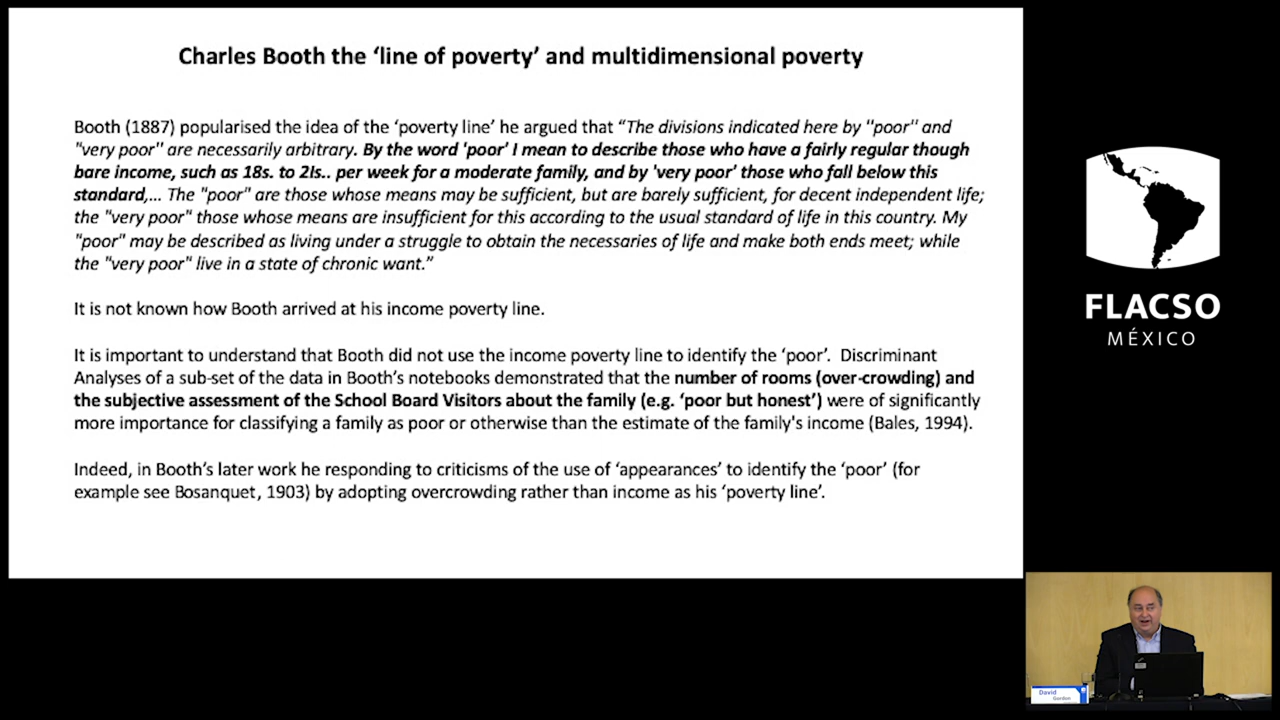 Charles Booth the ‘line of poverty’ and multidimensional poverty
Booth (1887) popularised the idea of the ‘poverty line’ he argued that “The divisions indicated here by "poor" and
"very poor" are necessarily arbitrary. By the word 'poor' I mean to describe those who have a fairly regular though
bare income, such as 18s. to 2Is.. per week for a moderate family, and by 'very poor' those who fall below this
standard,... The "poor" are those whose means may be sufficient, but are barely sufficient, for decent independent life;
the "very poor" those whose means are insufficient for this according to the usual standard of life in this country. My
"poor" may be described as living under a struggle to obtain the necessaries of life and make both ends meet; while
the "very poor" live in a state of chronic want.”
It is not known how Booth arrived at his income poverty line.
It is important to understand that Booth did not use the income poverty line to identify the ‘poor’. Discriminant
Analyses of a sub-set of the data in Booth’s notebooks demonstrated that the number of rooms (over-crowding) and
the subjective assessment of the School Board Visitors about the family (e.g. ‘poor but honest’) were of significantly
more importance for classifying a family as poor or otherwise than the estimate of the family's income (Bales, 1994).
Indeed, in Booth’s later work he responding to criticisms of the use of ‘appearances’ to identify the ‘poor’ (for
example see Bosanquet, 1903) by adopting overcrowding rather than income as his ‘poverty line’.
FLACSO
MÉXICO
David
Gordon